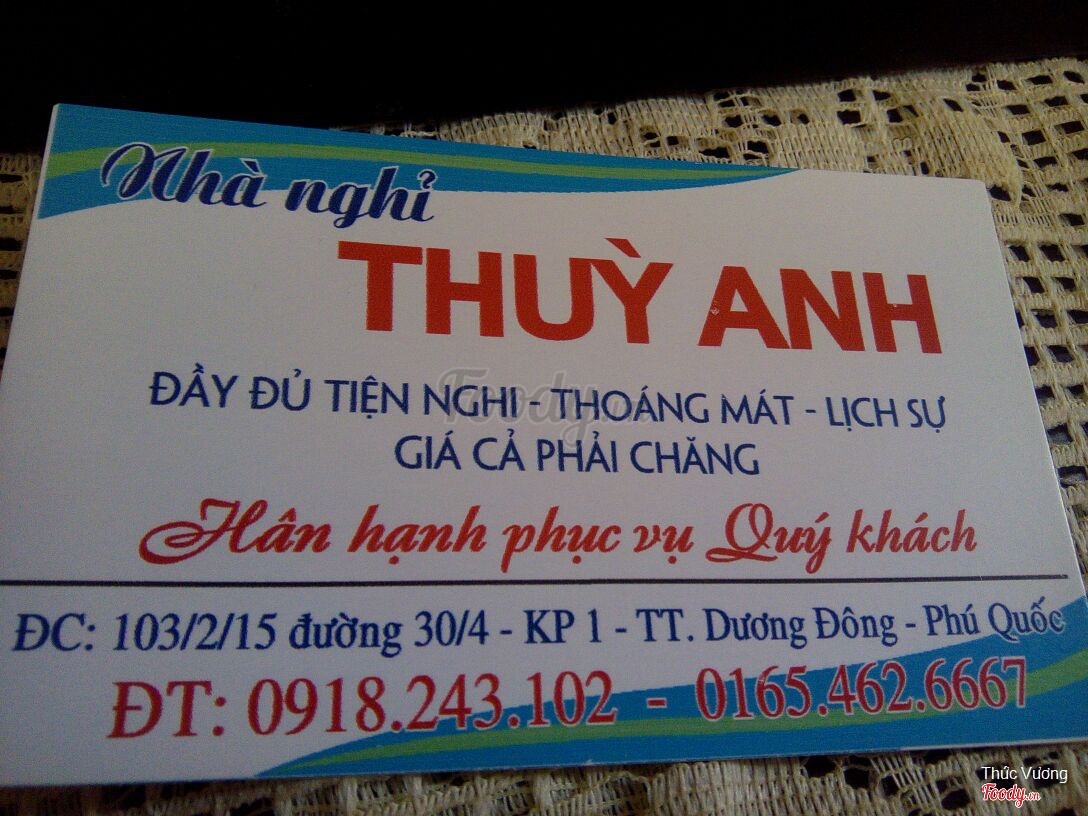 Nhà nghỉ
THUỲ ANH
ĐẦY ĐỦ TIỆN NGHI - THOÁNG MÁT - LỊCH SỰ
GIÁ CẢ PHẢI CHĂNG
Hân hạnh phục vụ Quý khách
ĐC: 103/2/15 đường 30/4 - KP 1 - TT. Dương Đông - Phú Quốc
ĐT: 0918.243.102 - 0165.462.6667
Foody.vn
Thức Vương
Foody.vn